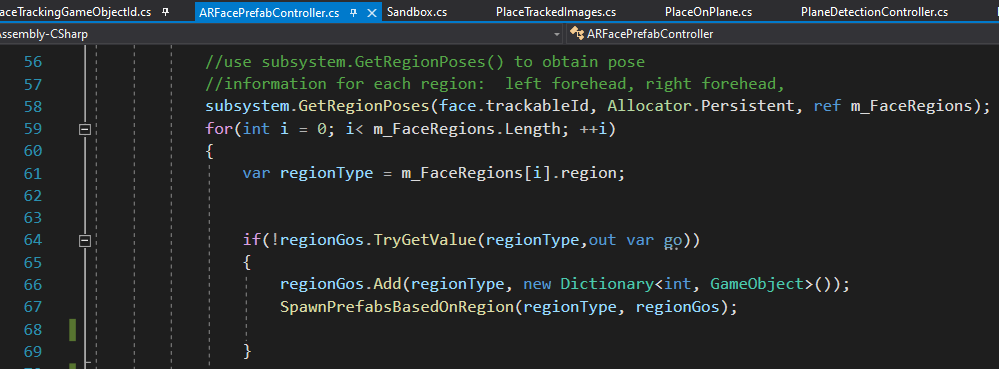 aceTrackingGameObjectId.cs ARFacePrefabController.cs Sandbox.cs PlaceTrackedImages.cs PlaceOnPlane.cs PlaneDetectionController.cs
Assembly-CSharp ARFacePrefabController
56 //use subsystem.GetRegionPoses() to obtain pose
57 //information for each region: left forehead, right forehead,
58 subsystem.GetRegionPoses(face.trackableId, Allocator.Persistent, ref m_FaceRegions);
59 for(int i = 0; i< m_FaceRegions.Length; ++i)
60 {
61 var regionType = m_FaceRegions[i].region;
62
63
64 if(!regionGos.TryGetValue(regionType,out var go))
65 {
66 regionGos.Add(regionType, new Dictionary<int, GameObject>());
67 SpawnPrefabsBasedOnRegion(regionType, regionGos);
68
69 }